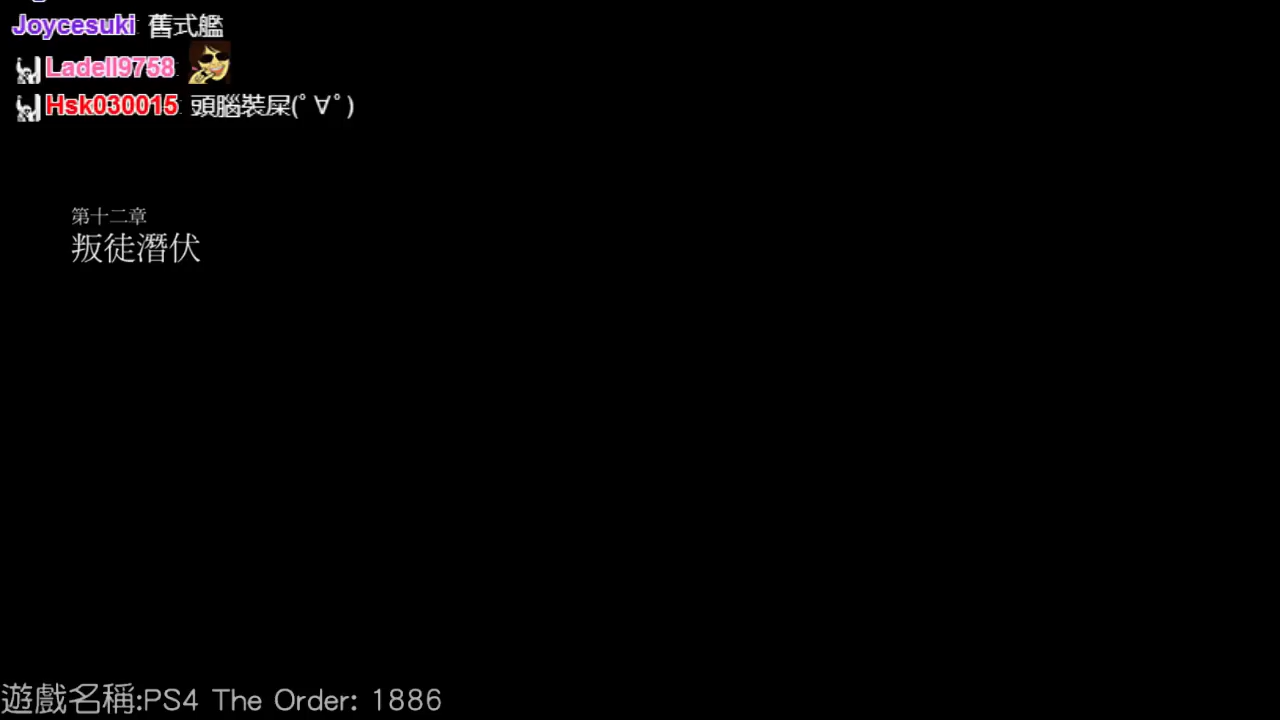 Joycesuki: 舊式艦
Ladell9758:
Hsk030015: 頭腦裝屎(ﾟ∀ﾟ)
第十二章
叛徒潛伏
遊戲名稱:PS4 The Order: 1886